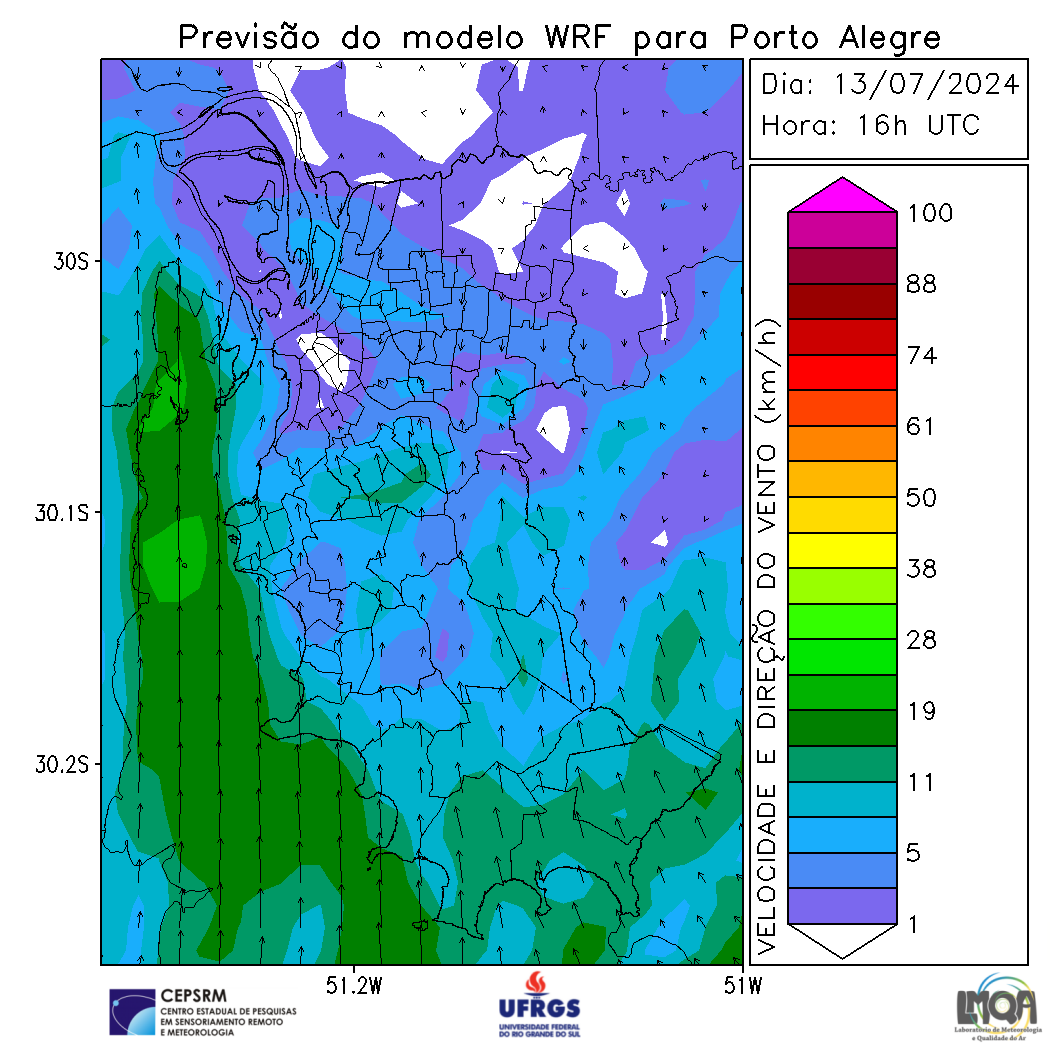 Previsão do modelo WRF para Porto Alegre
Dia: 13/07/2024
Hora: 16h UTC
30S
30.1S
30.2S
51.2W
51W
VELOCIDADE E DIREÇÃO DO VENTO (km/h)
100
88
74
61
50
38
28
19
11
5
1
CEPSRM
CENTRO ESTADUAL DE PESQUISAS
EM SENSORIAMENTO REMOTO
E METEOROLOGIA
UFRGS
UNIVERSIDADE FEDERAL
DO RIO GRANDE DO SUL
LMQA
Laboratório de Meteorologia
e Qualidade do Ar